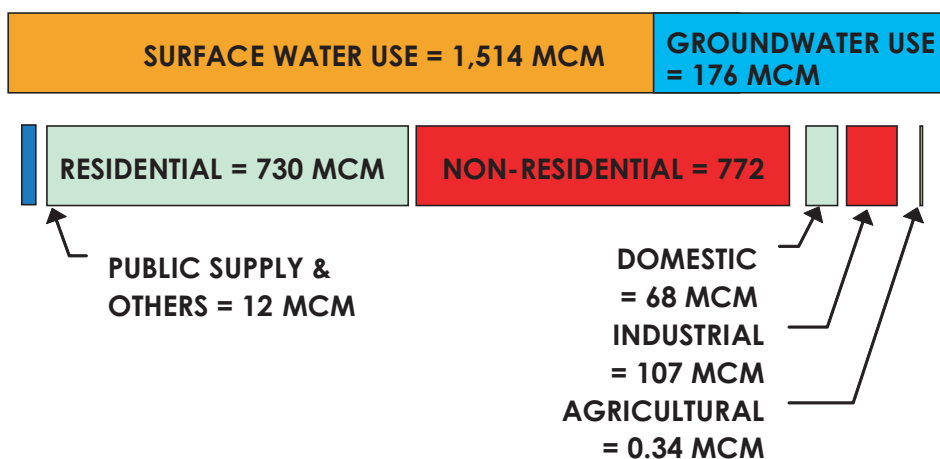 SURFACE WATER USE = 1,514 MCM
GROUNDWATER USE
= 176 MCM
RESIDENTIAL = 730 MCM
NON-RESIDENTIAL = 772
PUBLIC SUPPLY &
OTHERS = 12 MCM
DOMESTIC
= 68 MCM
INDUSTRIAL
= 107 MCM
AGRICULTURAL
= 0.34 MCM